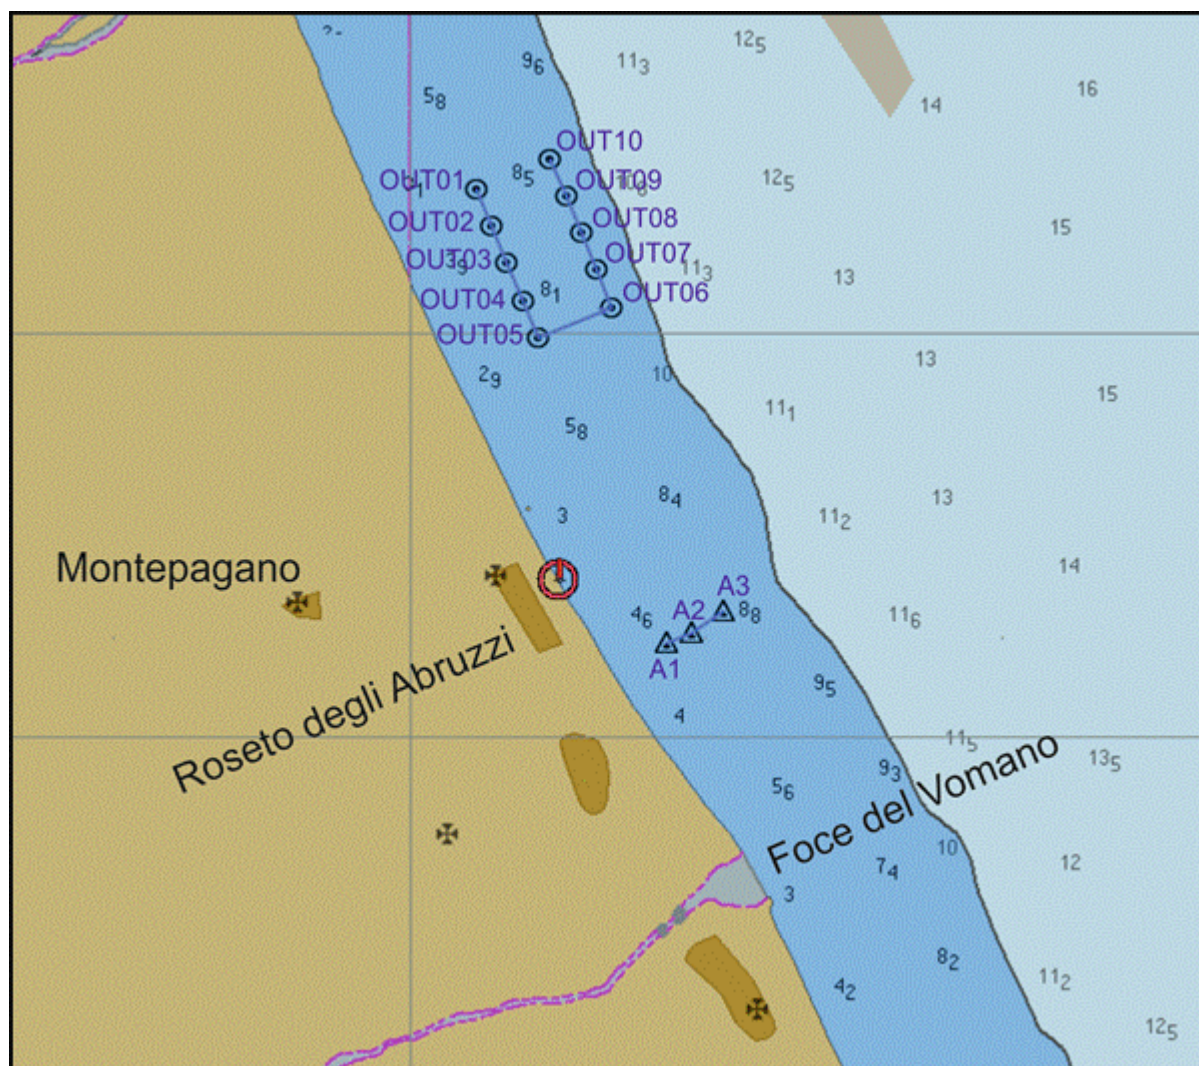 9₆
11₃
12₅
16
14
5₈
OUT10
8₅
12₅
OUT01
OUT09
OUT02
OUT08
15
OUT03
OUT07
11₃
13
OUT04
8₁
OUT06
OUT05
13
2₉
10
15
11₁
5₈
8₄
13
3
11₂
Montepagano
14
A3
4₆
A2
8₈
11₆
A1
Roseto degli Abruzzi
9₅
4
11₅
13₅
9₃
5₆
Foce del Vomano
10
12
7₄
3
8₂
4₂
11₂
12₅